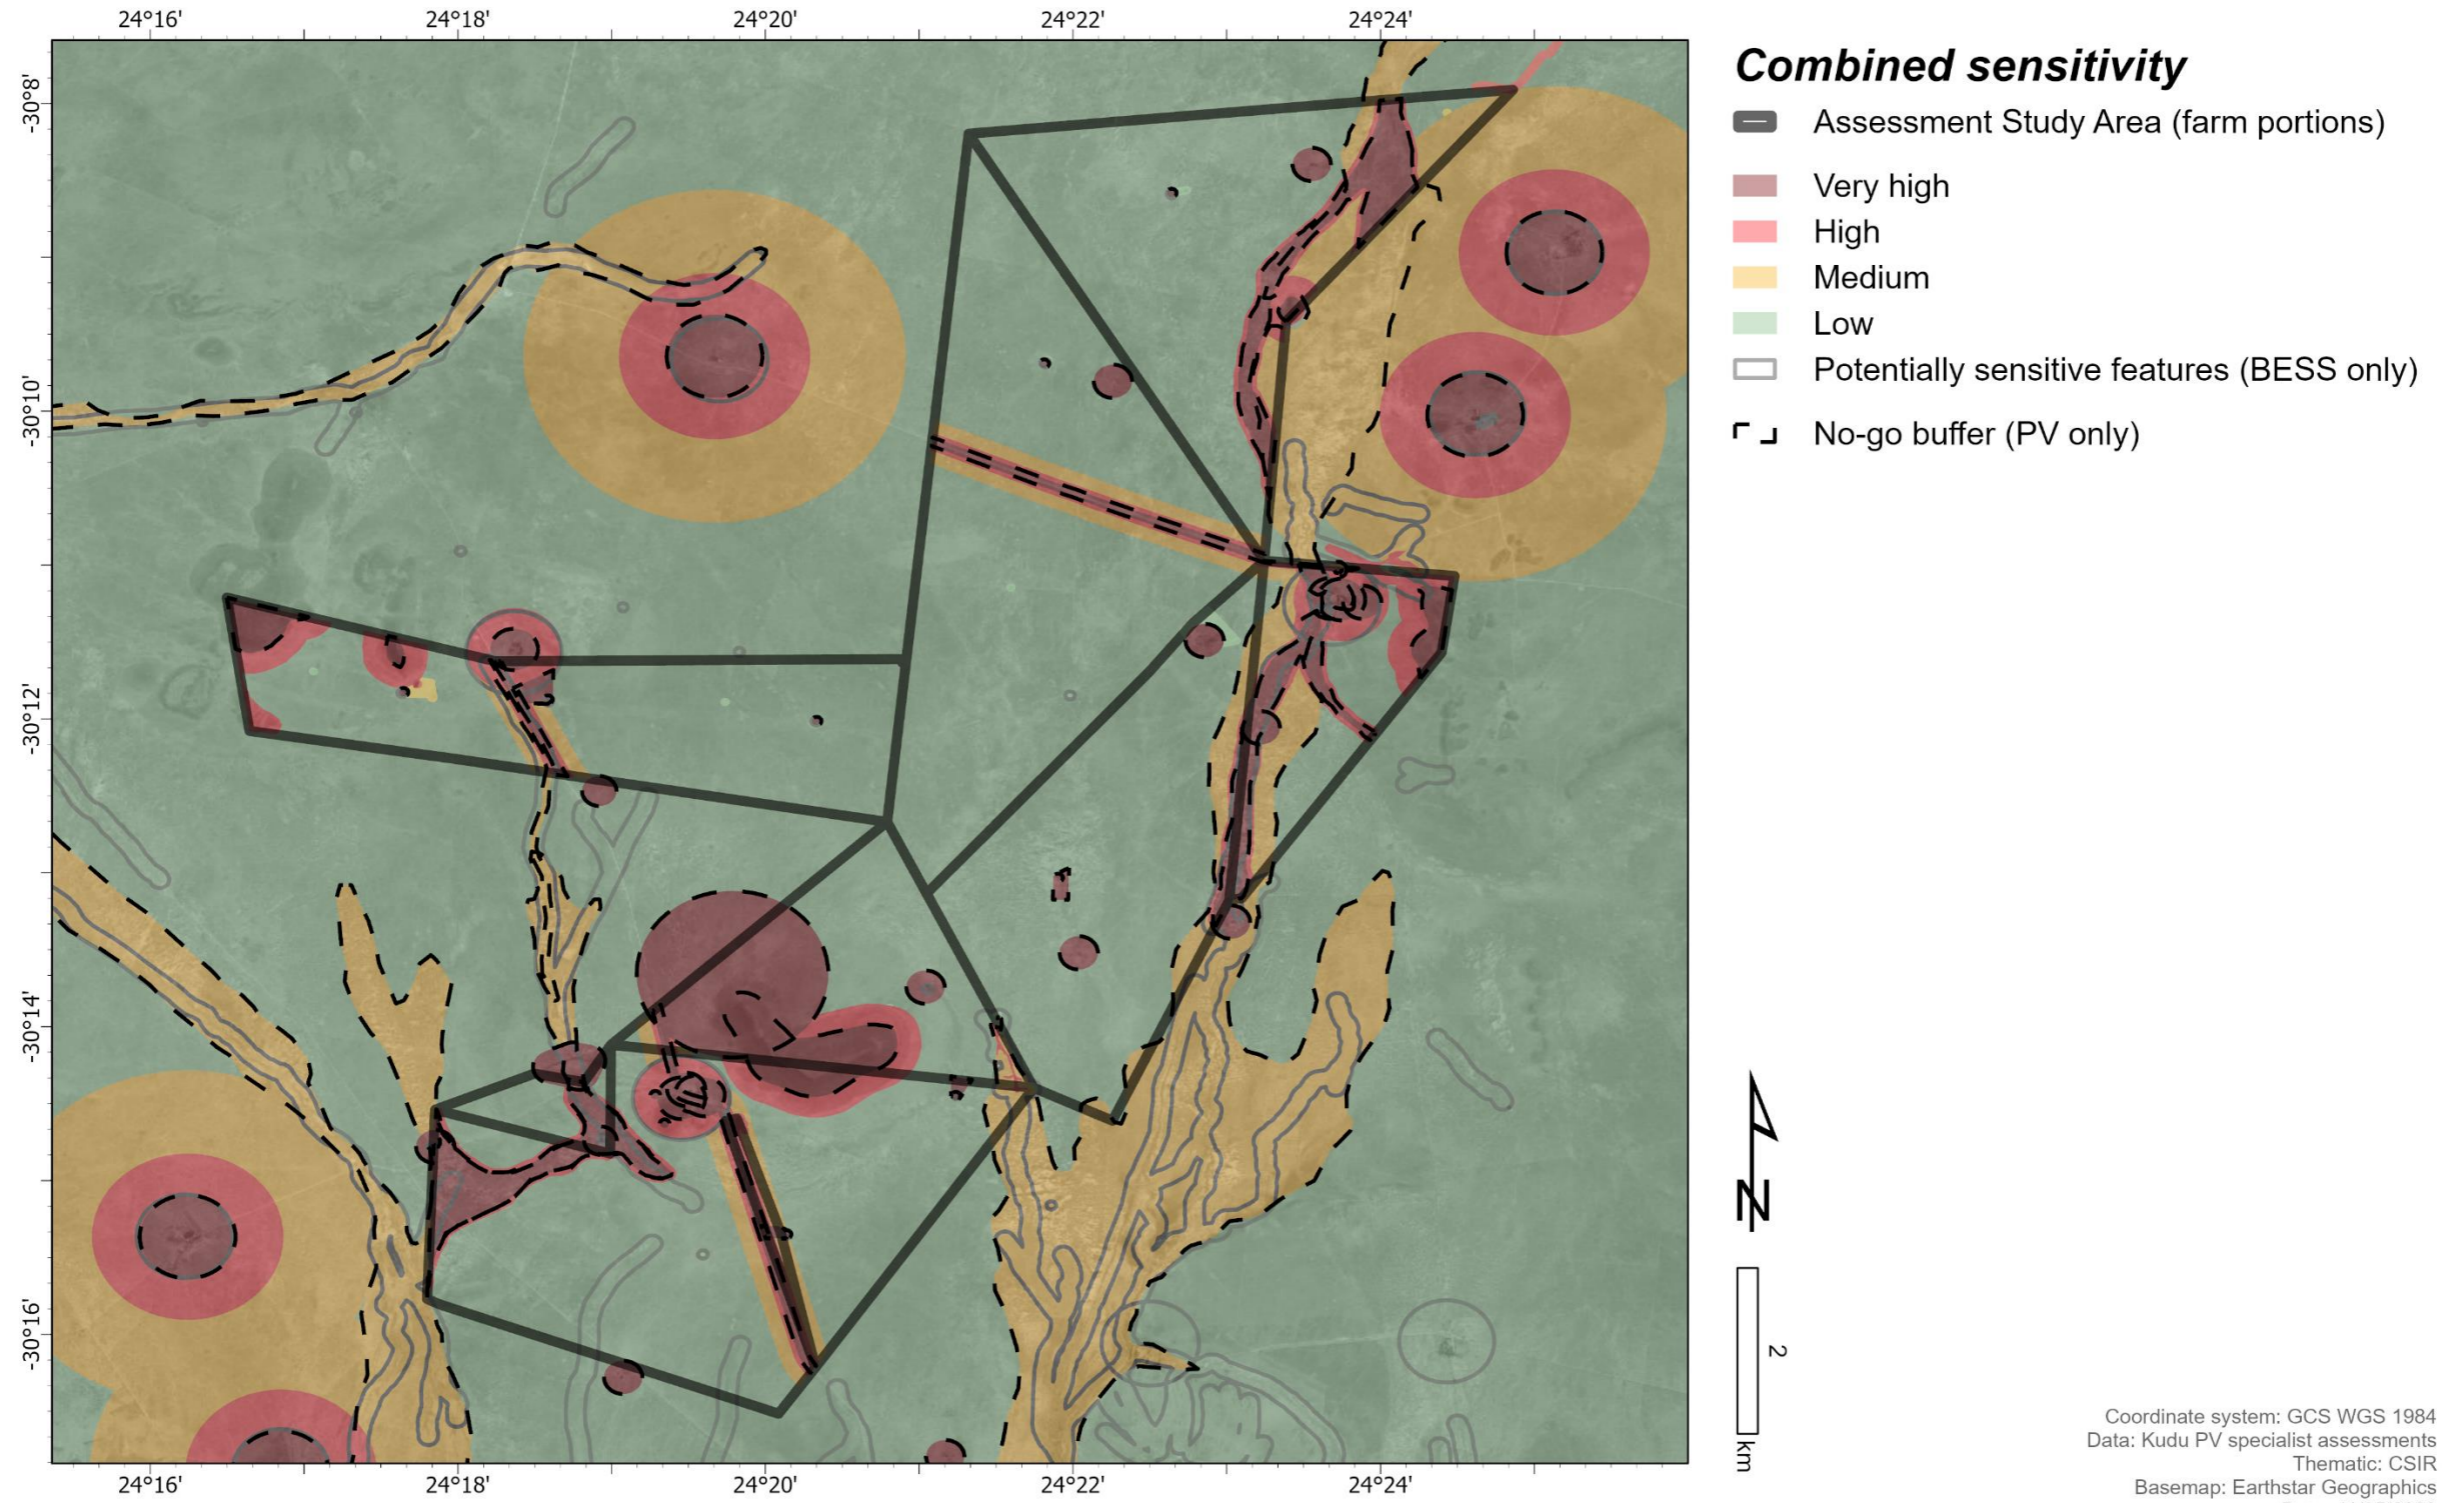 24°16' 24°18' 24°20' 24°22' 24°24'
-30°8'
-30°10'
-30°12'
-30°14'
-30°16'
24°16' 24°18' 24°20' 24°22' 24°24'
Combined sensitivity
Assessment Study Area (farm portions)
Very high
High
Medium
Low
Potentially sensitive features (BESS only)
No-go buffer (PV only)
N
2
km
Coordinate system: GCS WGS 1984
Data: Kudu PV specialist assessments
Thematic: CSIR
Basemap: Earthstar Geographics